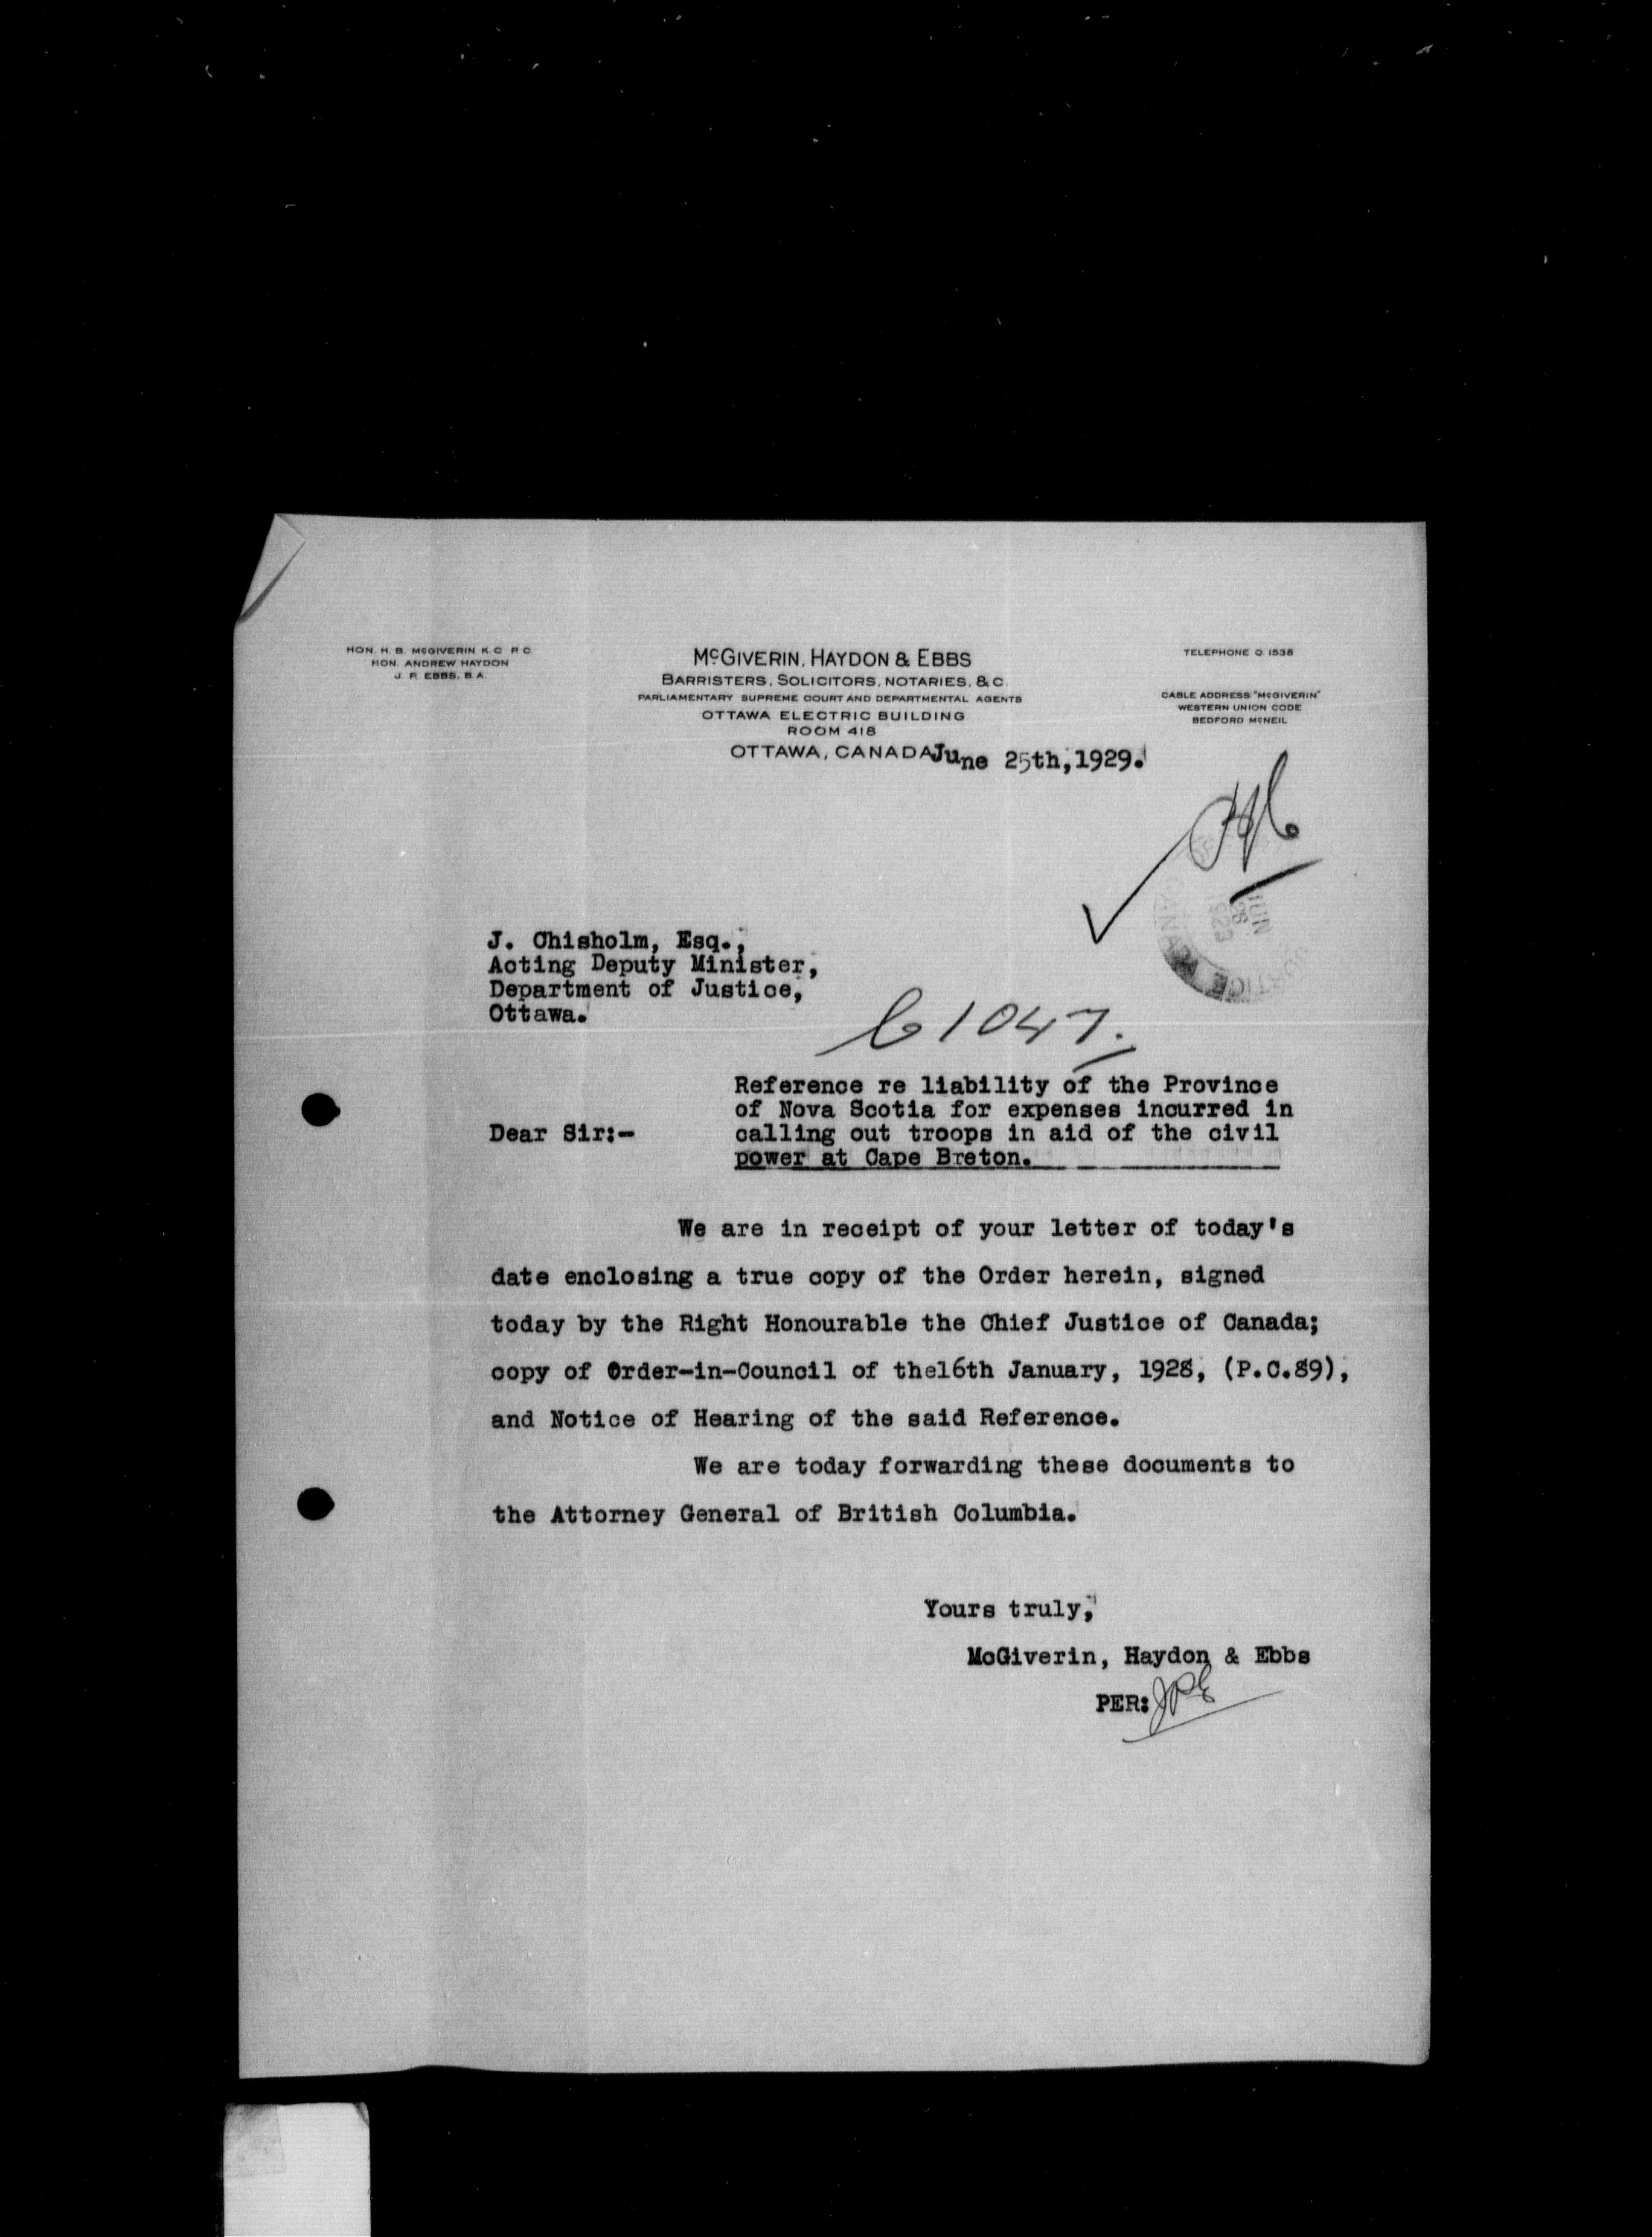 HON. H. B. McGIVERIN K.C. P.C.
HON. ANDREW HAYDON
J. P. EBBS, B.A.
McGIVERIN, HAYDON & EBBS
BARRISTERS, SOLICITORS, NOTARIES, &C.
PARLIAMENTARY SUPREME COURT AND DEPARTMENTAL AGENTS
OTTAWA ELECTRIC BUILDING
ROOM 418
OTTAWA, CANADA June 25th, 1929.
TELEPHONE Q. 1538
CABLE ADDRESS "McGIVERIN"
WESTERN UNION CODE
BEDFORD McNEIL
J. Chisholm, Esq.,
Acting Deputy Minister,
Department of Justice,
Ottawa.
1047.
Reference re liability of the Province
of Nova Scotia for expenses incurred in
Dear Sir:- calling out troops in aid of the civil
power at Cape Breton.
We are in receipt of your letter of today's
date enclosing a true copy of the Order herein, signed
today by the Right Honourable the Chief Justice of Canada;
copy of Order-in-Council of the16th January, 1928, (P.C.89),
and Notice of Hearing of the said Reference.
We are today forwarding these documents to
the Attorney General of British Columbia.
Yours truly,
McGiverin, Haydon & Ebbs
PER: JPE